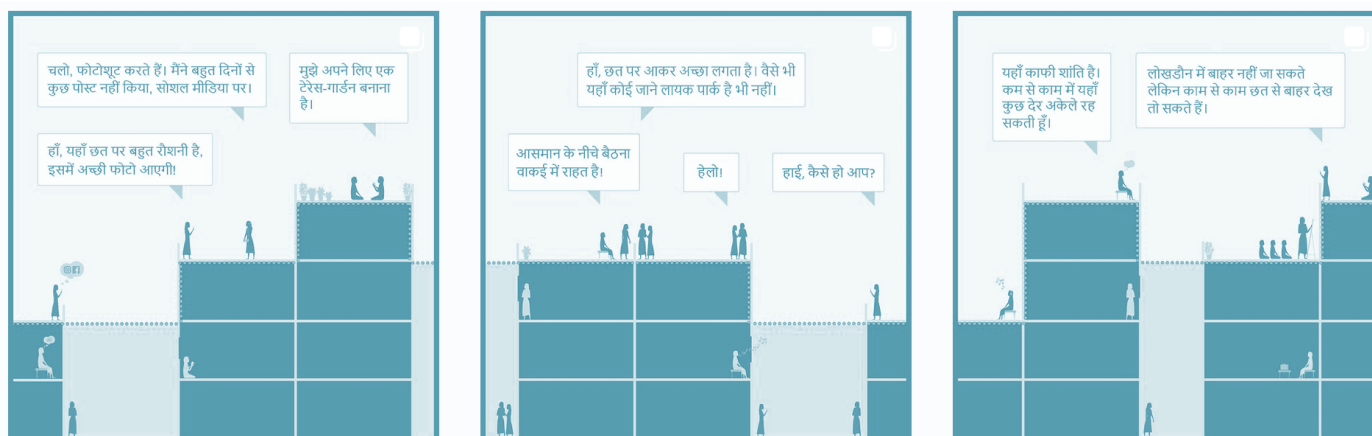 चलो, फोटोशूट करते हैं। मैंने बहुत दिनों से
कुछ पोस्ट नहीं किया, सोशल मीडिया पर।
मुझे अपने लिए एक
टेरेस-गार्डन बनाना
है।
हाँ, यहाँ छत पर बहुत रौशनी है,
इसमें अच्छी फोटो आएगी!
हाँ, छत पर आकर अच्छा लगता है। वैसे भी
यहाँ कोई जाने लायक पार्क है भी नहीं।
आसमान के नीचे बैठना
वाकई में राहत है!
हेलो!
हाई, कैसे हो आप?
यहाँ काफी शांति है।
कम से काम में यहाँ
कुछ देर अकेले रह
सकती हूँ।
लोखडौन में बाहर नहीं जा सकते
लेकिन काम से काम छत से बाहर देख
तो सकते हैं।